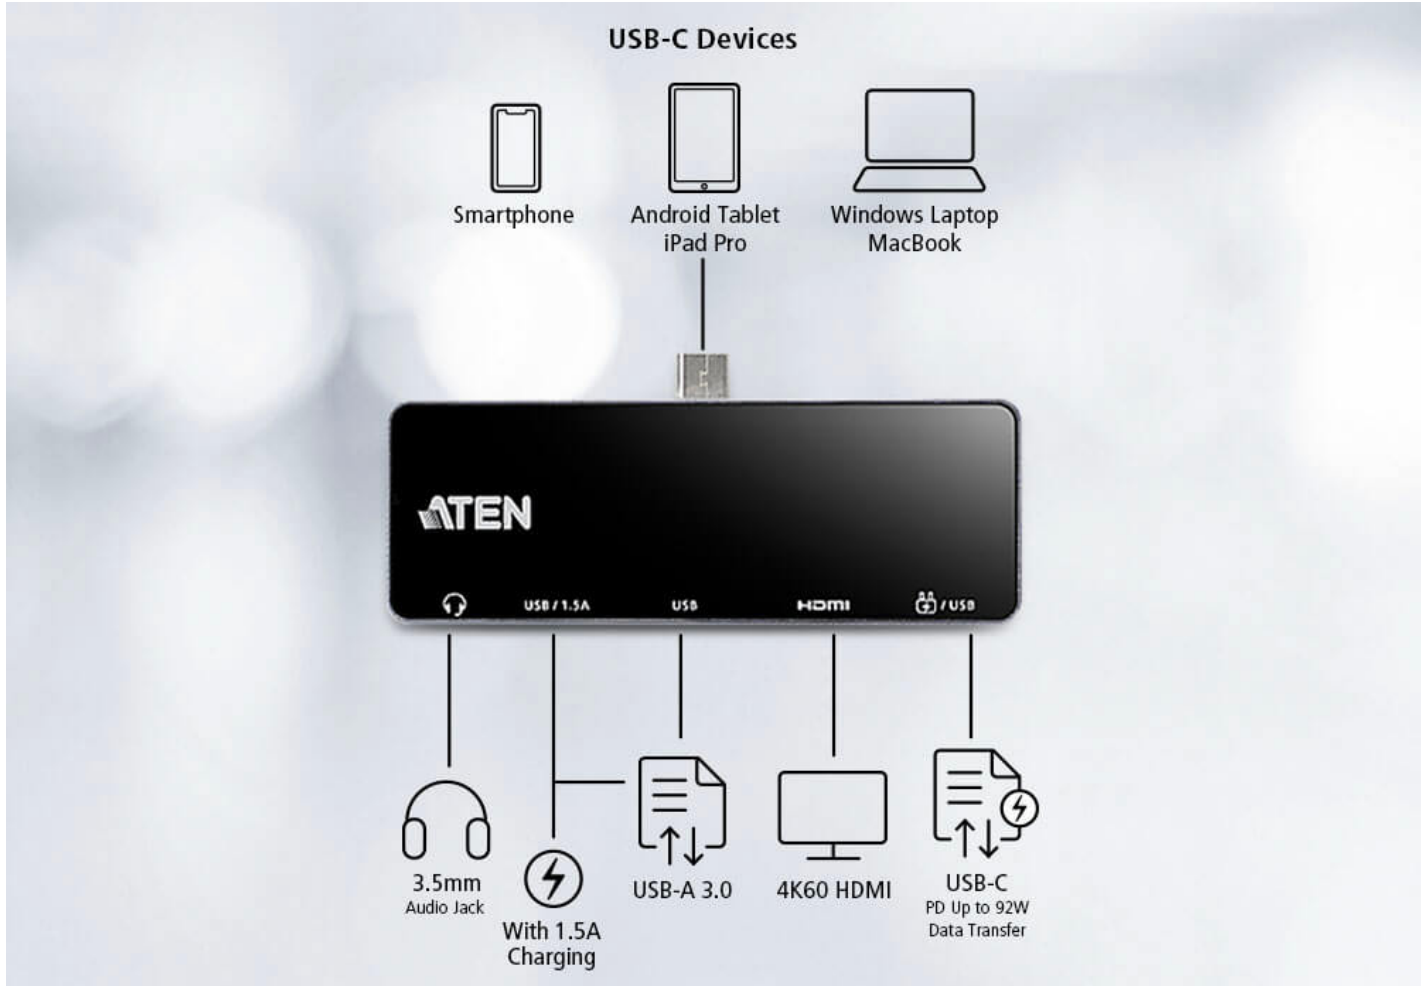 USB-C Devices
Smartphone
Android Tablet
iPad Pro
Windows Laptop
MacBook
ATEN
USB / 1.5A
USB
HDMI
/ USB
3.5mm
Audio Jack
With 1.5A
Charging
USB-A 3.0
4K60 HDMI
USB-C
PD Up to 92W
Data Transfer